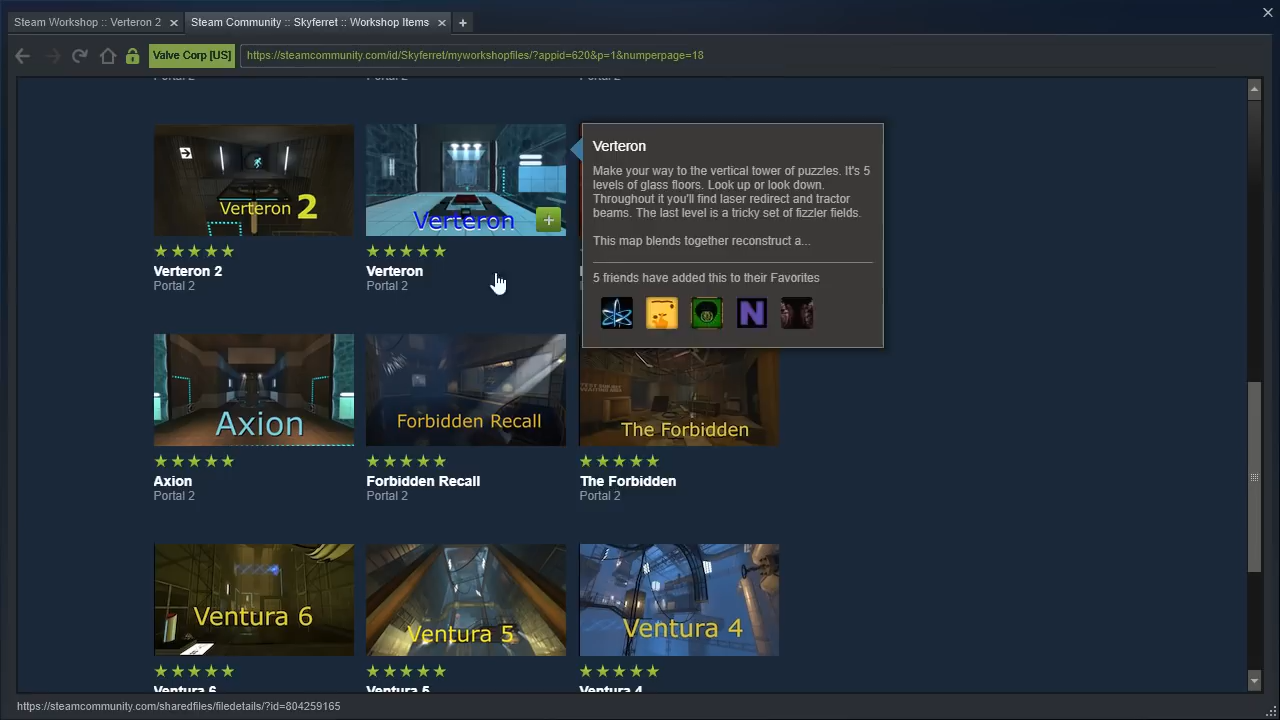 Steam Workshop :: Verteron 2
Steam Community :: Skyferret :: Workshop Items
Valve Corp [US]
https://steamcommunity.com/id/Skyferret/myworkshopfiles/?appid=620&p=1&numperpage=18
Portal 2
Portal 2
Portal 2
Verteron 2
Verteron
Verteron 2
Portal 2
Verteron
Portal 2
Verteron
Make your way to the vertical tower of puzzles. It's 5
levels of glass floors. Look up or look down.
Throughout it you'll find laser redirect and tractor
beams. The last level is a tricky set of fizzler fields.
This map blends together reconstruct a...
5 friends have added this to their Favorites
N
Axion
Forbidden Recall
The Forbidden
Axion
Portal 2
Forbidden Recall
Portal 2
The Forbidden
Portal 2
Ventura 6
Ventura 5
Ventura 4
Ventura 6
Ventura 5
Ventura 4
https://steamcommunity.com/sharedfiles/filedetails/?id=804259165